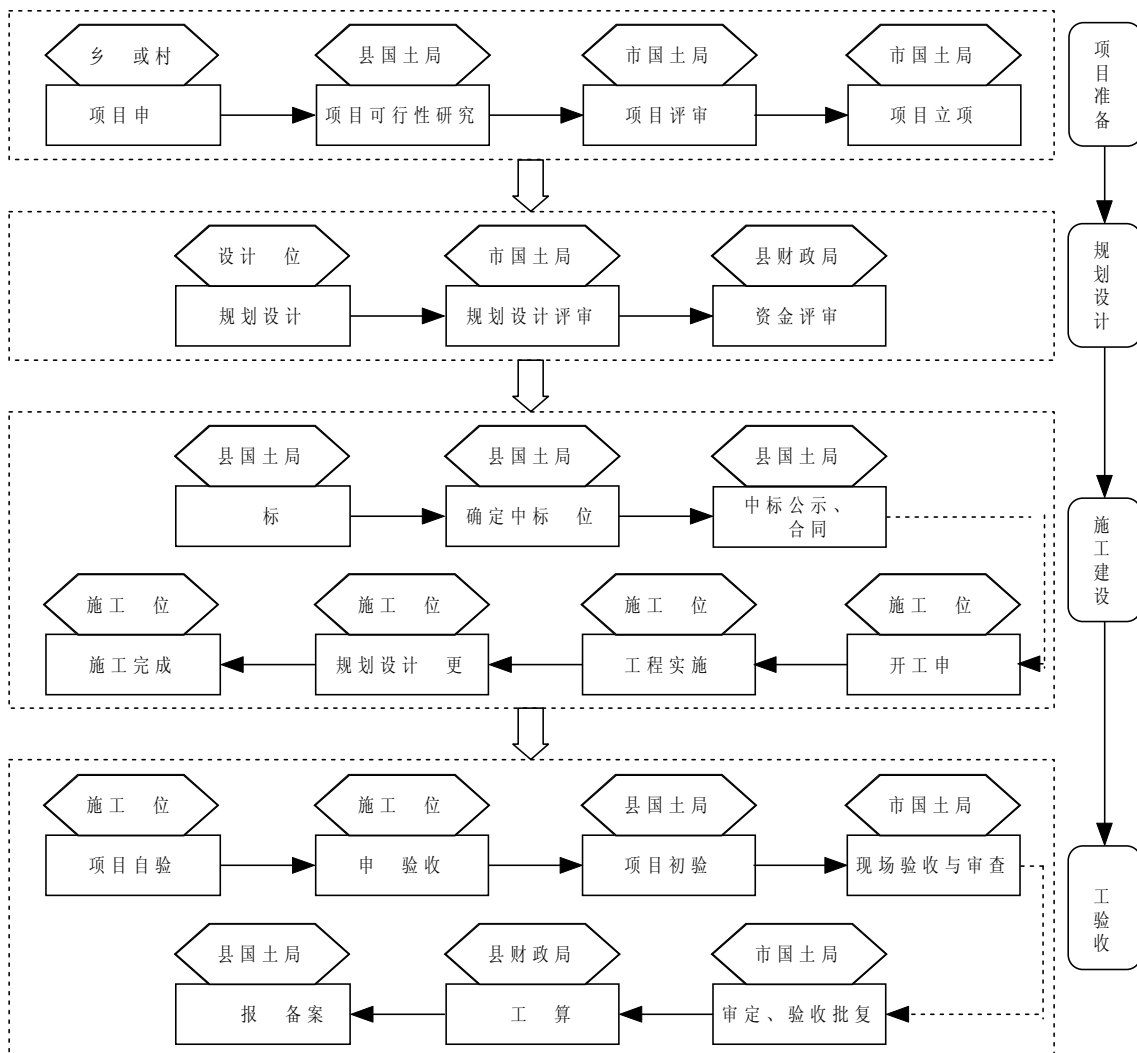 乡 或村
县国土局
市国土局
市国土局
项目申
项目可行性研究
项目评审
项目立项
项目准备
设计 位
市国土局
县财政局
规划设计
规划设计评审
资金评审
规划设计
县国土局
县国土局
县国土局
标
确定中标 位
中标公示、
合同
施工建设
施工 位
施工 位
施工 位
施工 位
施工完成
规划设计 更
工程实施
开工申
施工 位
施工 位
县国土局
市国土局
项目自验
申 验收
项目初验
现场验收与审查
工验收
县国土局
县财政局
市国土局
报 备案
工 算
审定、验收批复